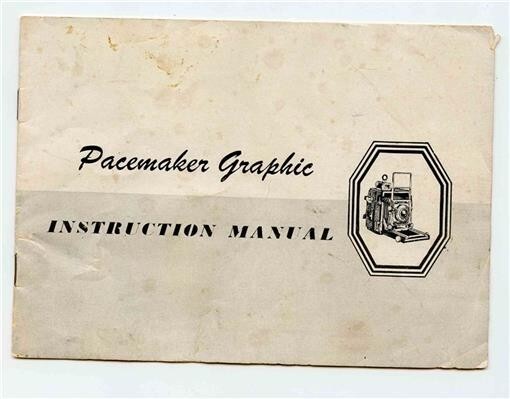 Pacemaker Graphic
INSTRUCTION MANUAL